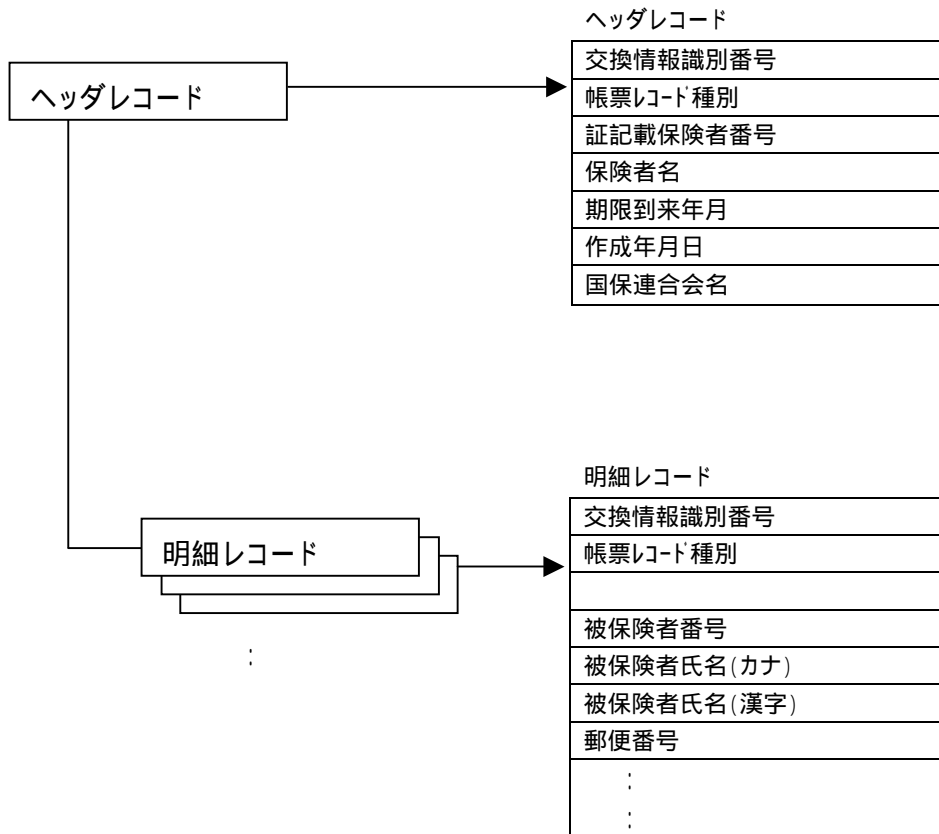 ヘッダレコード
ヘッダレコード
交換情報識別番号
帳票ﾚｺｰﾄﾞ種別
証記載保険者番号
保険者名
期限到来年月
作成年月日
国保連合会名
明細レコード
明細レコード
:
交換情報識別番号
帳票ﾚｺｰﾄﾞ種別
被保険者番号
被保険者氏名(カナ)
被保険者氏名(漢字)
郵便番号
:
: